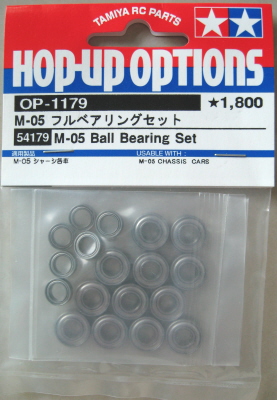 TAMIYA RC PARTS
HOP-UP OPTIONS
OP-1179 ★1,800
M-05 フルベアリングセット
54179 M-05 Ball Bearing Set
適用製品 USABLE WITH:
M-05 シャーシ各車 M-05 CHASSIS CARS